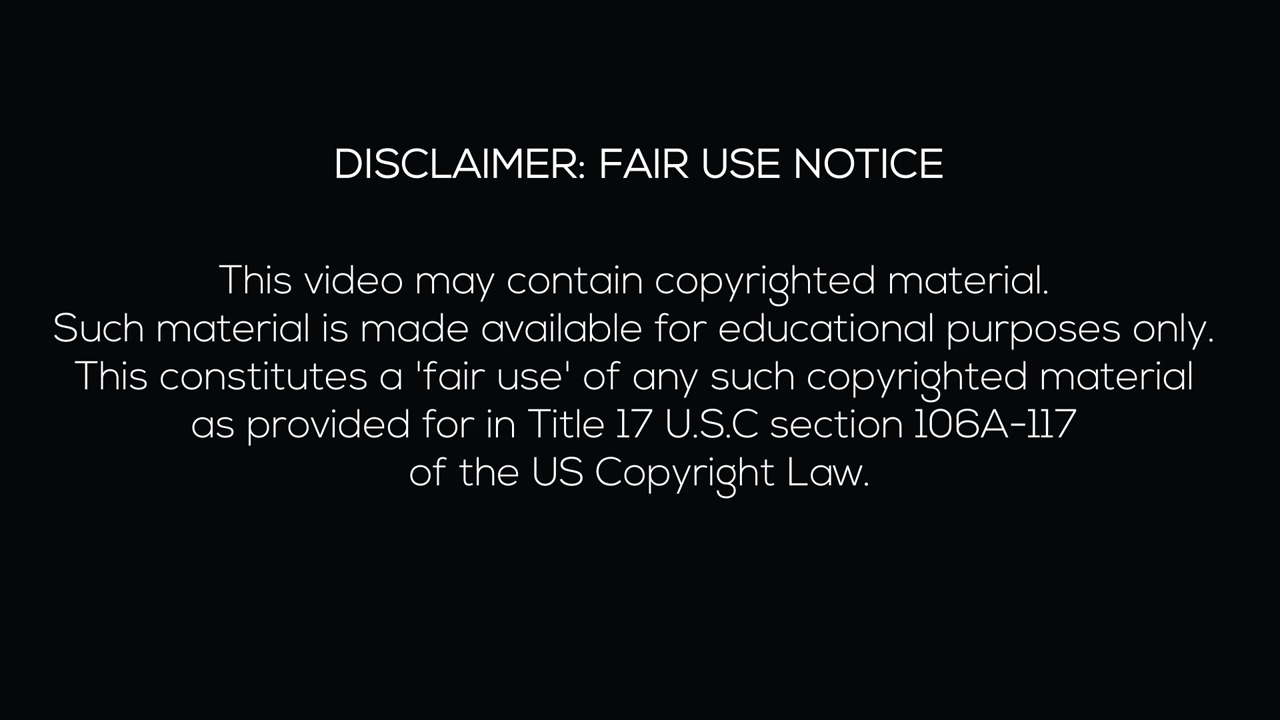 DISCLAIMER: FAIR USE NOTICE
This video may contain copyrighted material.
Such material is made available for educational purposes only.
This constitutes a 'fair use' of any such copyrighted material
as provided for in Title 17 U.S.C section 106A-117
of the US Copyright Law.